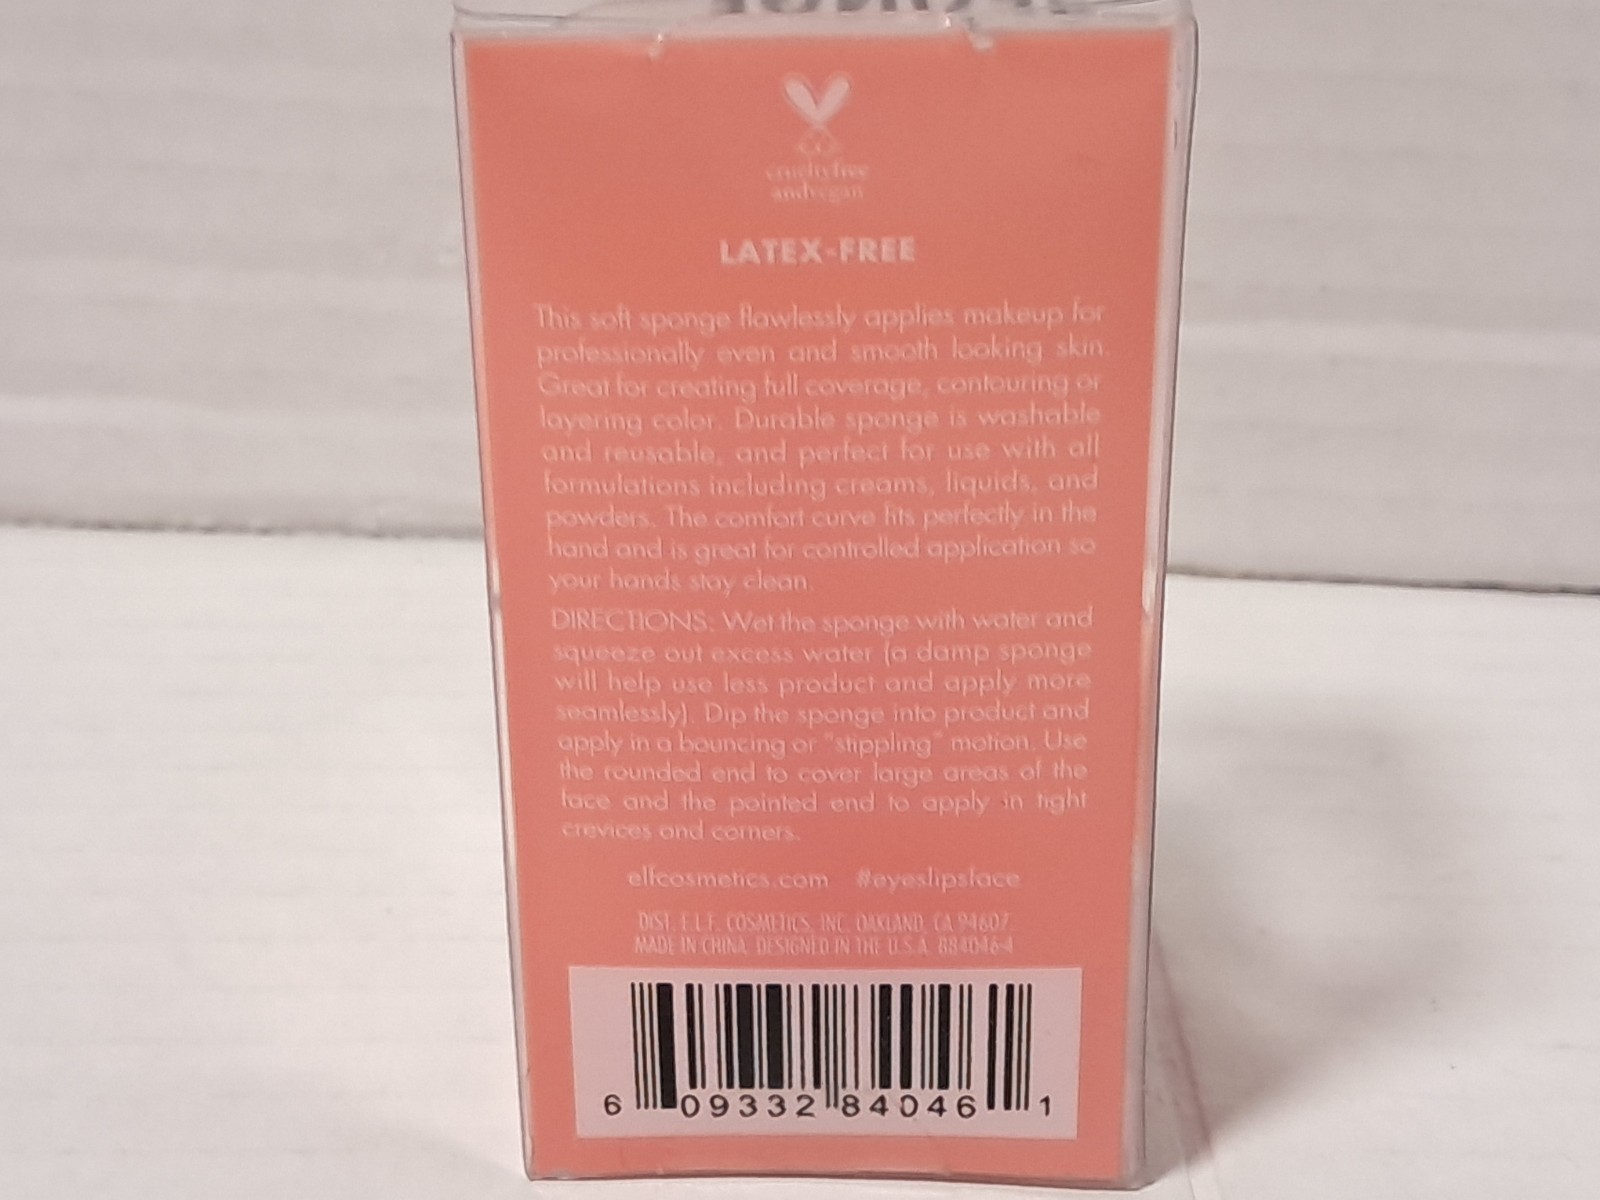 cruelty free
and vegan
LATEX-FREE
This soft sponge flawlessly applies makeup for
professionally even and smooth looking skin.
Great for creating full coverage, contouring or
layering color. Durable sponge is washable
and reusable, and perfect for use with all
formulations including creams, liquids, and
powders. The comfort curve fits perfectly in the
hand and is great for controlled application so
your hands stay clean.
DIRECTIONS: Wet the sponge with water and
squeeze out excess water (a damp sponge
will help use less product and apply more
seamlessly). Dip the sponge into product and
apply in a bouncing or "stippling" motion. Use
the rounded end to cover large areas of the
face and the pointed end to apply in tight
crevices and corners.
elfcosmetics.com #eyeslipsface
DIST. E.L.F. COSMETICS, INC. OAKLAND, CA 94607
MADE IN CHINA. DESIGNED IN THE U.S.A. 884046-4
6 09332 84046 1